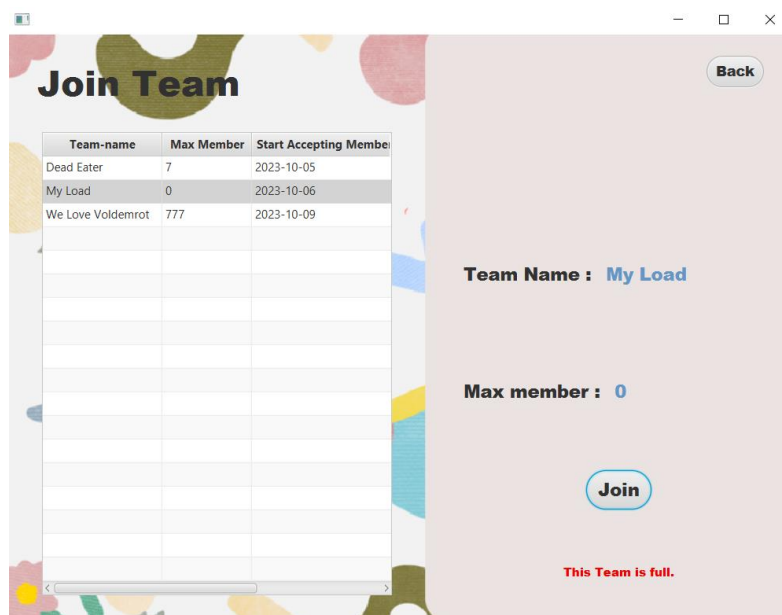 Join Team
Back
Team-name Max Member Start Accepting Member
Dead Eater 7 2023-10-05
My Load 0 2023-10-06
We Love Voldemrot 777 2023-10-09
Team Name : My Load
Max member : 0
Join
This Team is full.